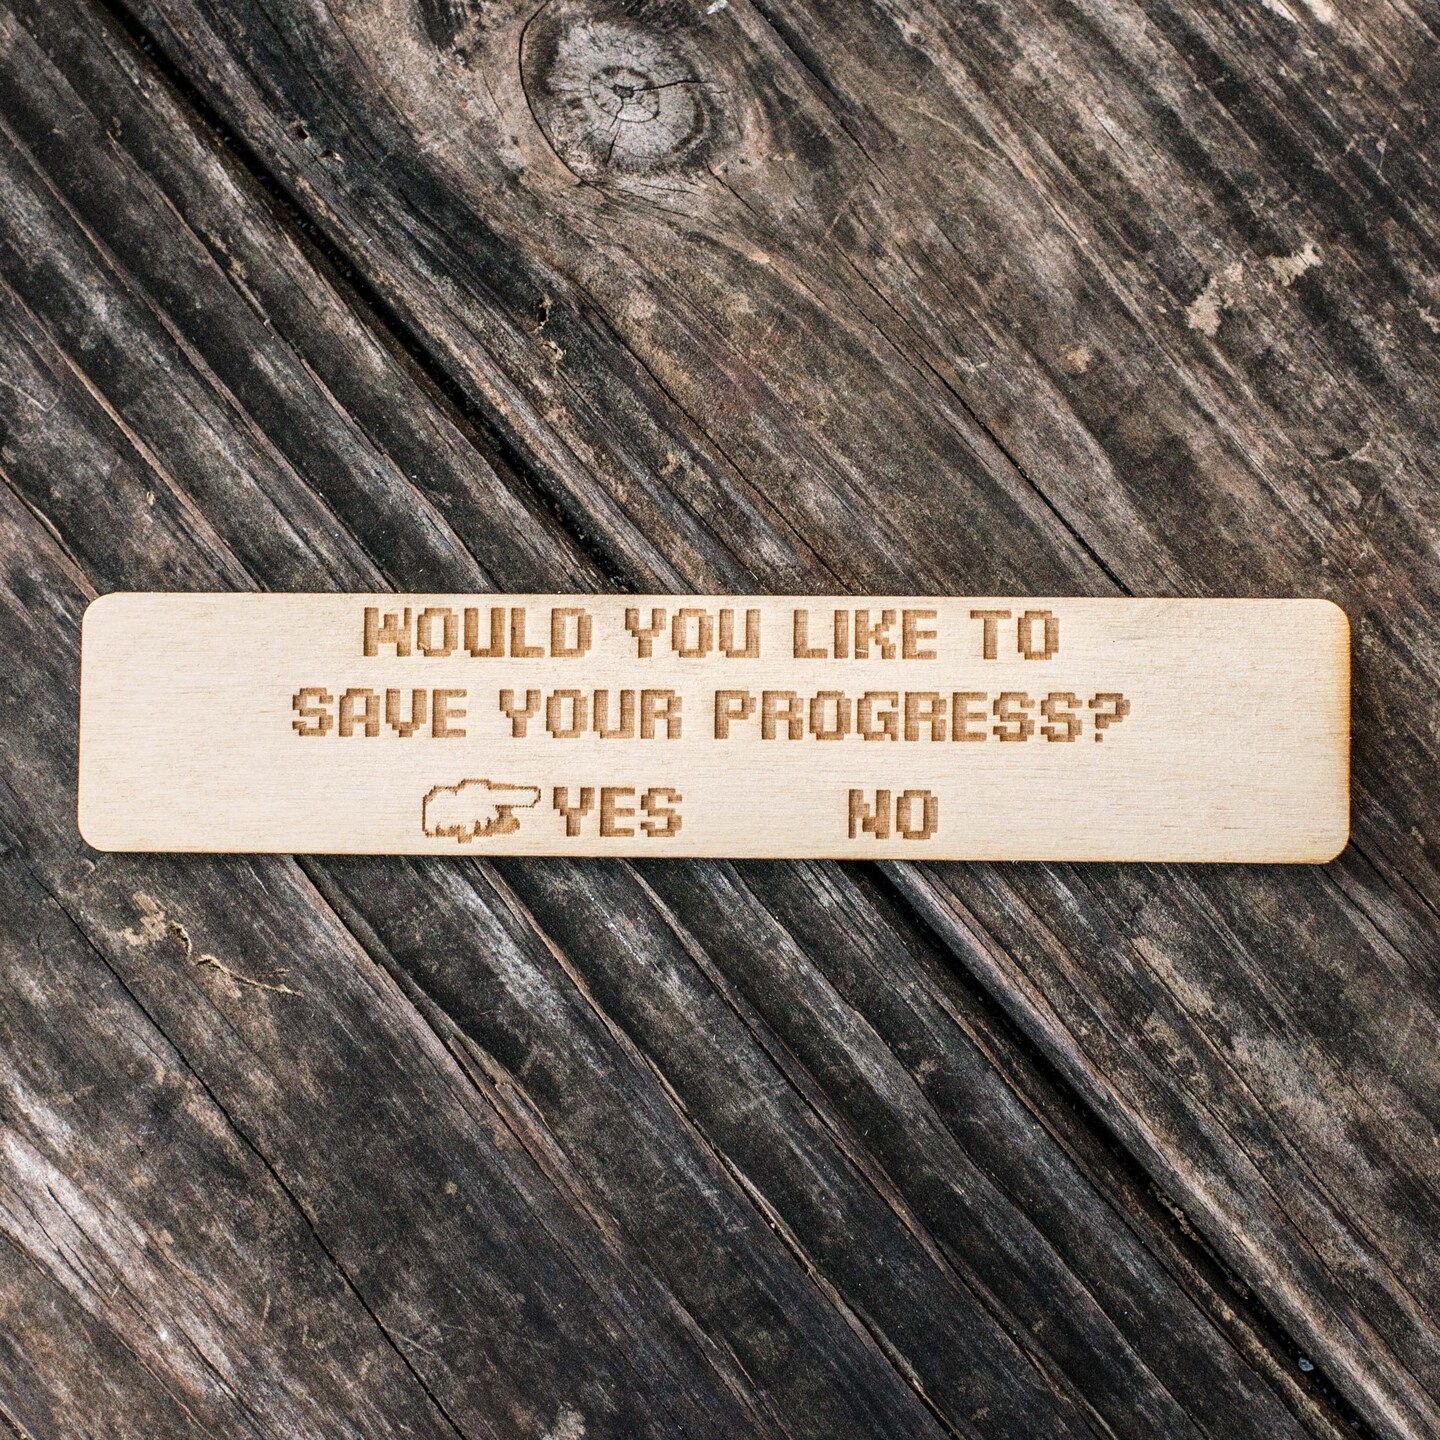 WOULD YOU LIKE TO
SAVE YOUR PROGRESS?
YES NO